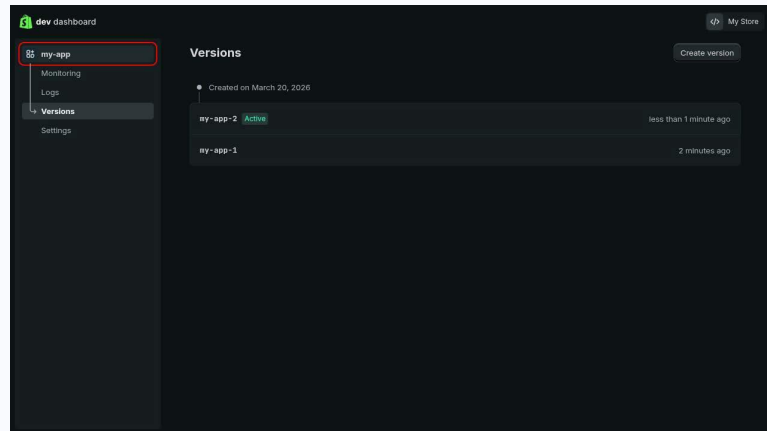 dev dashboard
My Store
my-app
Monitoring
Logs
Versions
Settings
Versions
Create version
Created on March 20, 2026
my-app-2 Active less than 1 minute ago
my-app-1 2 minutes ago